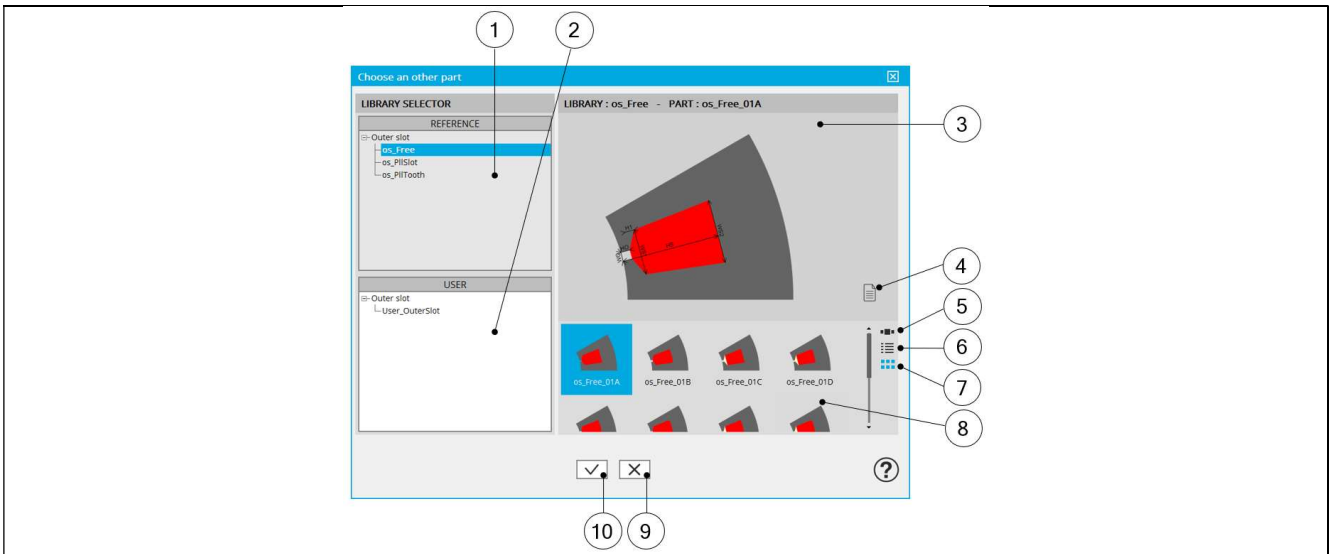 1
2
Choose an other part
LIBRARY SELECTOR
LIBRARY : os_Free - PART : os_Free_01A
REFERENCE
Outer slot
os_Free
os_PllSlot
os_PllTooth
3
4
USER
Outer slot
User_OuterSlot
5
6
7
os_Free_01A os_Free_01B os_Free_01C os_Free_01D
8
?
10
9